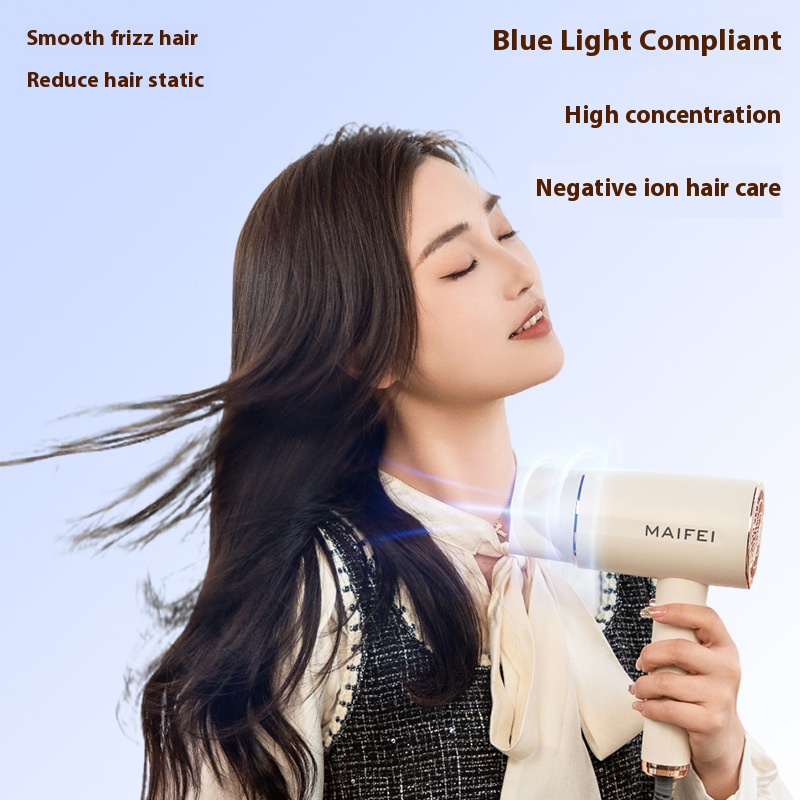 Smooth frizz hair
Reduce hair static
Blue Light Compliant
High concentration
Negative ion hair care
MAIFEI